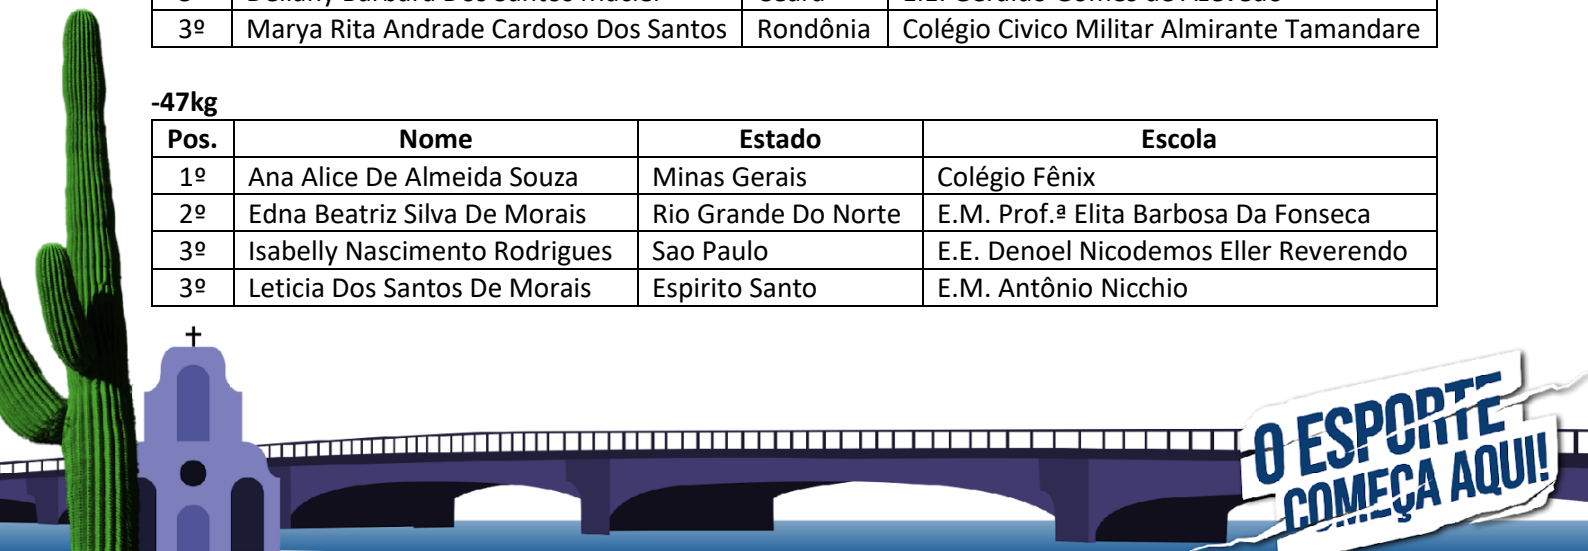 3º Marya Rita Andrade Cardoso Dos Santos Rondônia Colégio Civico Militar Almirante Tamandare
-47kg
Pos. Nome Estado Escola
1º Ana Alice De Almeida Souza Minas Gerais Colégio Fênix
2º Edna Beatriz Silva De Morais Rio Grande Do Norte E.M. Prof.ª Elita Barbosa Da Fonseca
3º Isabelly Nascimento Rodrigues Sao Paulo E.E. Denoel Nicodemos Eller Reverendo
3º Leticia Dos Santos De Morais Espirito Santo E.M. Antônio Nicchio
O ESPORTE
COMEÇA AQUI!